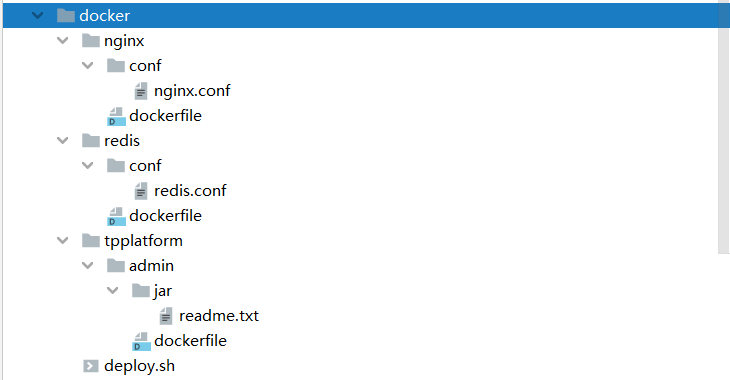 docker
nginx
conf
nginx.conf
dockerfile
redis
conf
redis.conf
dockerfile
tpplatform
admin
jar
readme.txt
dockerfile
deploy.sh